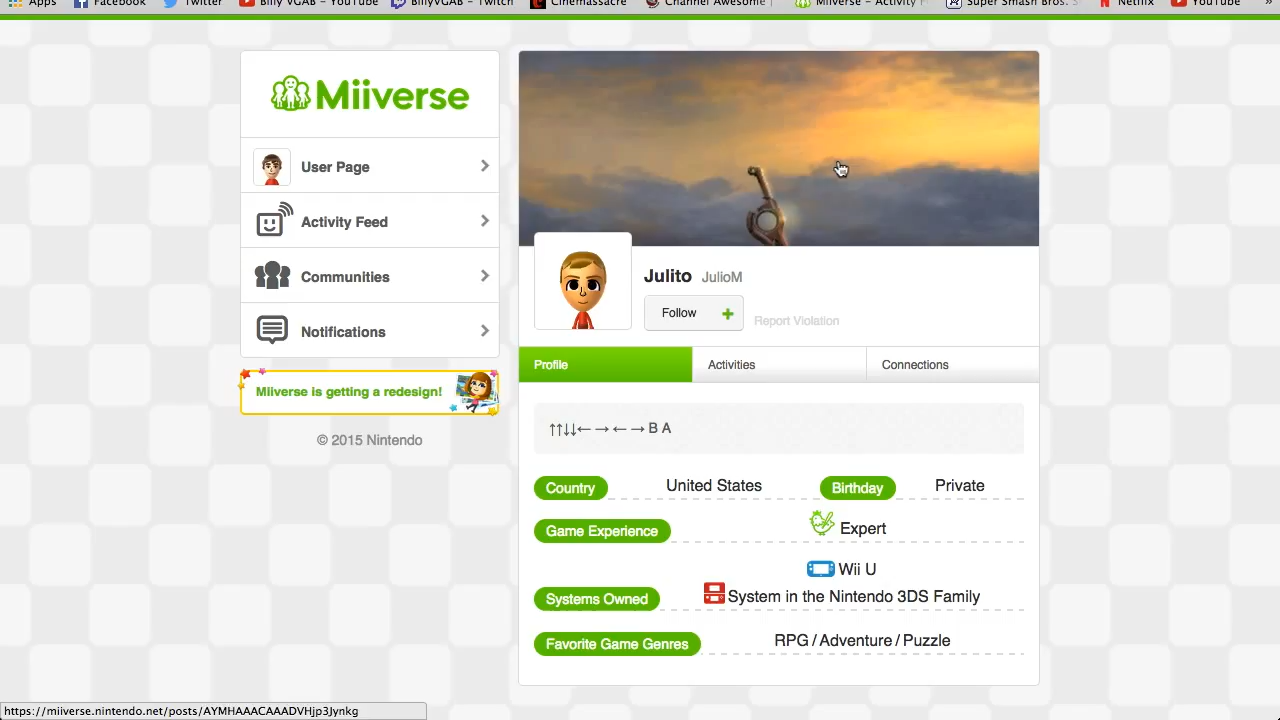 Apps Facebook Twitter Billy VGAB - YouTube BillyVGAB - Twitch Cinemassacre Channel Awesome Miiverse - Activity Super Smash Bros. Netflix YouTube »
Miiverse
User Page
Activity Feed
Communities
Notifications
Miiverse is getting a redesign!
© 2015 Nintendo
Julito JulioM
Follow
Report Violation
Profile Activities Connections
↑↑↓↓←→←→B A
Country United States Birthday Private
Game Experience Expert
Wii U
Systems Owned System in the Nintendo 3DS Family
Favorite Game Genres RPG / Adventure / Puzzle
https://miiverse.nintendo.net/posts/AYMHAAACAAADVHjp3Jynkg